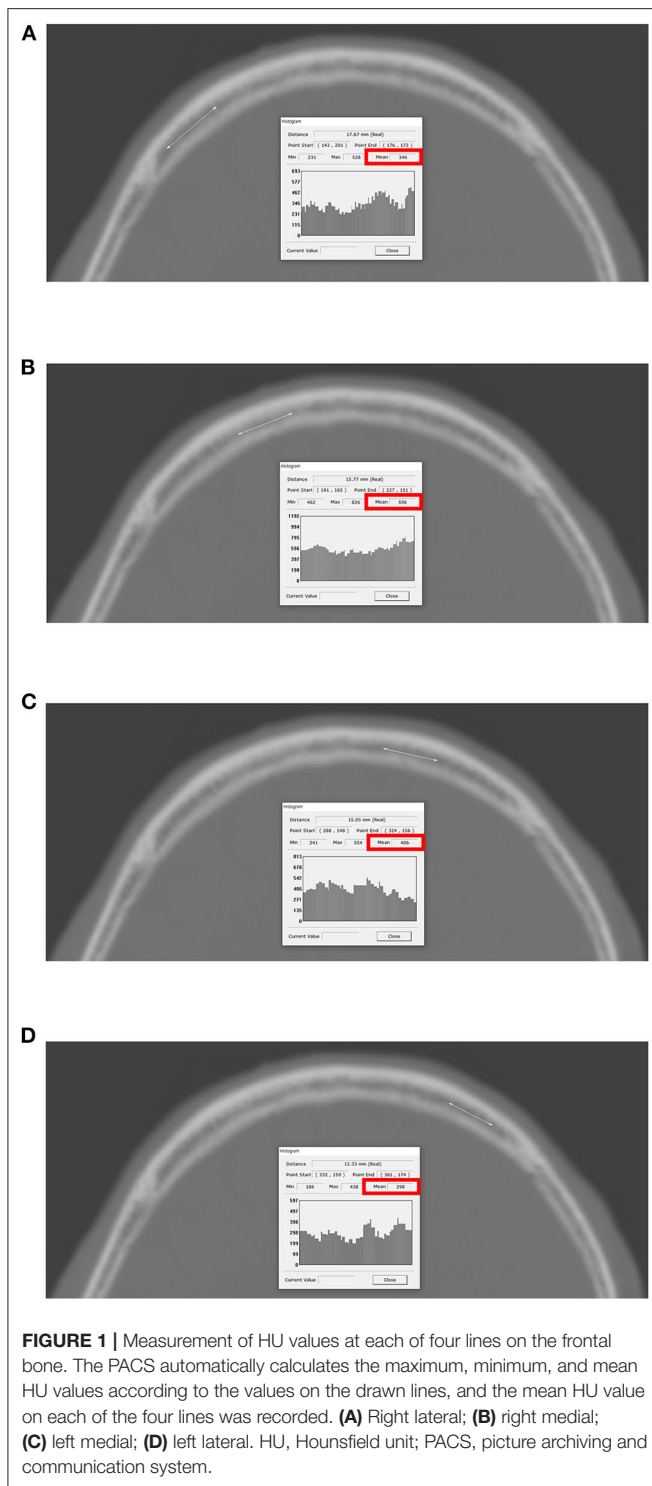 A
Histogram
Distance 17.67 mm (Real)
Point Start ( 143 , 201) Point End ( 176 , 173)
Min 231 Max 528 Mean 346
693
577
462
346
231
115
0
Current Value Close
B
Histogram
Distance 15.77 mm (Real)
Point Start ( 191 , 165) Point End ( 227 , 151)
Min 462 Max 826 Mean 596
1192
994
795
596
397
198
0
Current Value Close
C
Histogram
Distance 15.05 mm (Real)
Point Start ( 288 , 148) Point End ( 324 , 156)
Min 241 Max 554 Mean 406
813
678
542
406
271
135
0
Current Value Close
D
Histogram
Distance 13.33 mm (Real)
Point Start ( 332 , 159) Point End ( 361 , 174)
Min 188 Max 438 Mean 298
597
497
398
298
199
99
0
Current Value Close
FIGURE 1 | Measurement of HU values at each of four lines on the frontal
bone. The PACS automatically calculates the maximum, minimum, and mean
HU values according to the values on the drawn lines, and the mean HU value
on each of the four lines was recorded. (A) Right lateral; (B) right medial;
(C) left medial; (D) left lateral. HU, Hounsfield unit; PACS, picture archiving and
communication system.